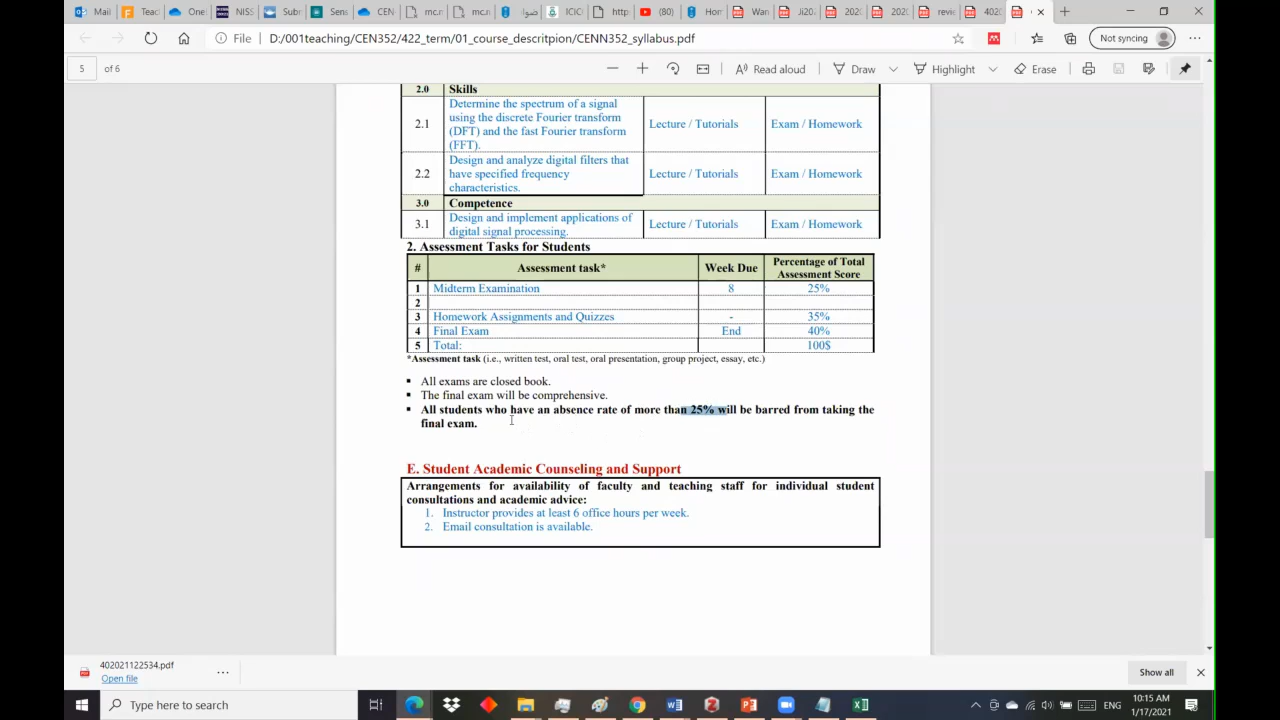 Mail
Teac
One
NISS
Subr
Sens
CEN
mc.r
mc.r
ضوا
ICIC
http
(80)
Hor
Wan
Ji20
202
202
revie
402
File D:/001teaching/CEN352/422_term/01_course_descritpion/CENN352_syllabus.pdf
Not syncing
5 of 6
Read aloud
Draw
Highlight
Erase
2.0 Skills
2.1 Determine the spectrum of a signal using the discrete Fourier transform (DFT) and the fast Fourier transform (FFT). Lecture / Tutorials Exam / Homework
2.2 Design and analyze digital filters that have specified frequency characteristics. Lecture / Tutorials Exam / Homework
3.0 Competence
3.1 Design and implement applications of digital signal processing. Lecture / Tutorials Exam / Homework
2. Assessment Tasks for Students
# Assessment task* Week Due Percentage of Total Assessment Score
1 Midterm Examination 8 25%
2
3 Homework Assignments and Quizzes - 35%
4 Final Exam End 40%
5 Total: 100$
*Assessment task (i.e., written test, oral test, oral presentation, group project, essay, etc.)
▪ All exams are closed book.
▪ The final exam will be comprehensive.
▪ All students who have an absence rate of more than 25% will be barred from taking the
final exam.
E. Student Academic Counseling and Support
Arrangements for availability of faculty and teaching staff for individual student
consultations and academic advice:
1. Instructor provides at least 6 office hours per week.
2. Email consultation is available.
402021122534.pdf
Open file
Show all
Type here to search
ENG
10:15 AM
1/17/2021